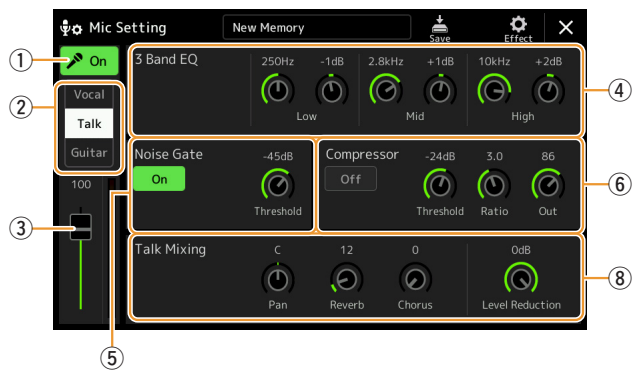 Mic Setting New Memory Save Effect
① On
② Vocal
Talk
Guitar
100
③
3 Band EQ 250Hz -1dB 2.8kHz +1dB 10kHz +2dB
Low Mid High
④
Noise Gate -45dB
On
Threshold
⑤
Compressor -24dB 3.0 86
Off
Threshold Ratio Out
⑥
Talk Mixing C 12 0 0dB
Pan Reverb Chorus Level Reduction
⑧